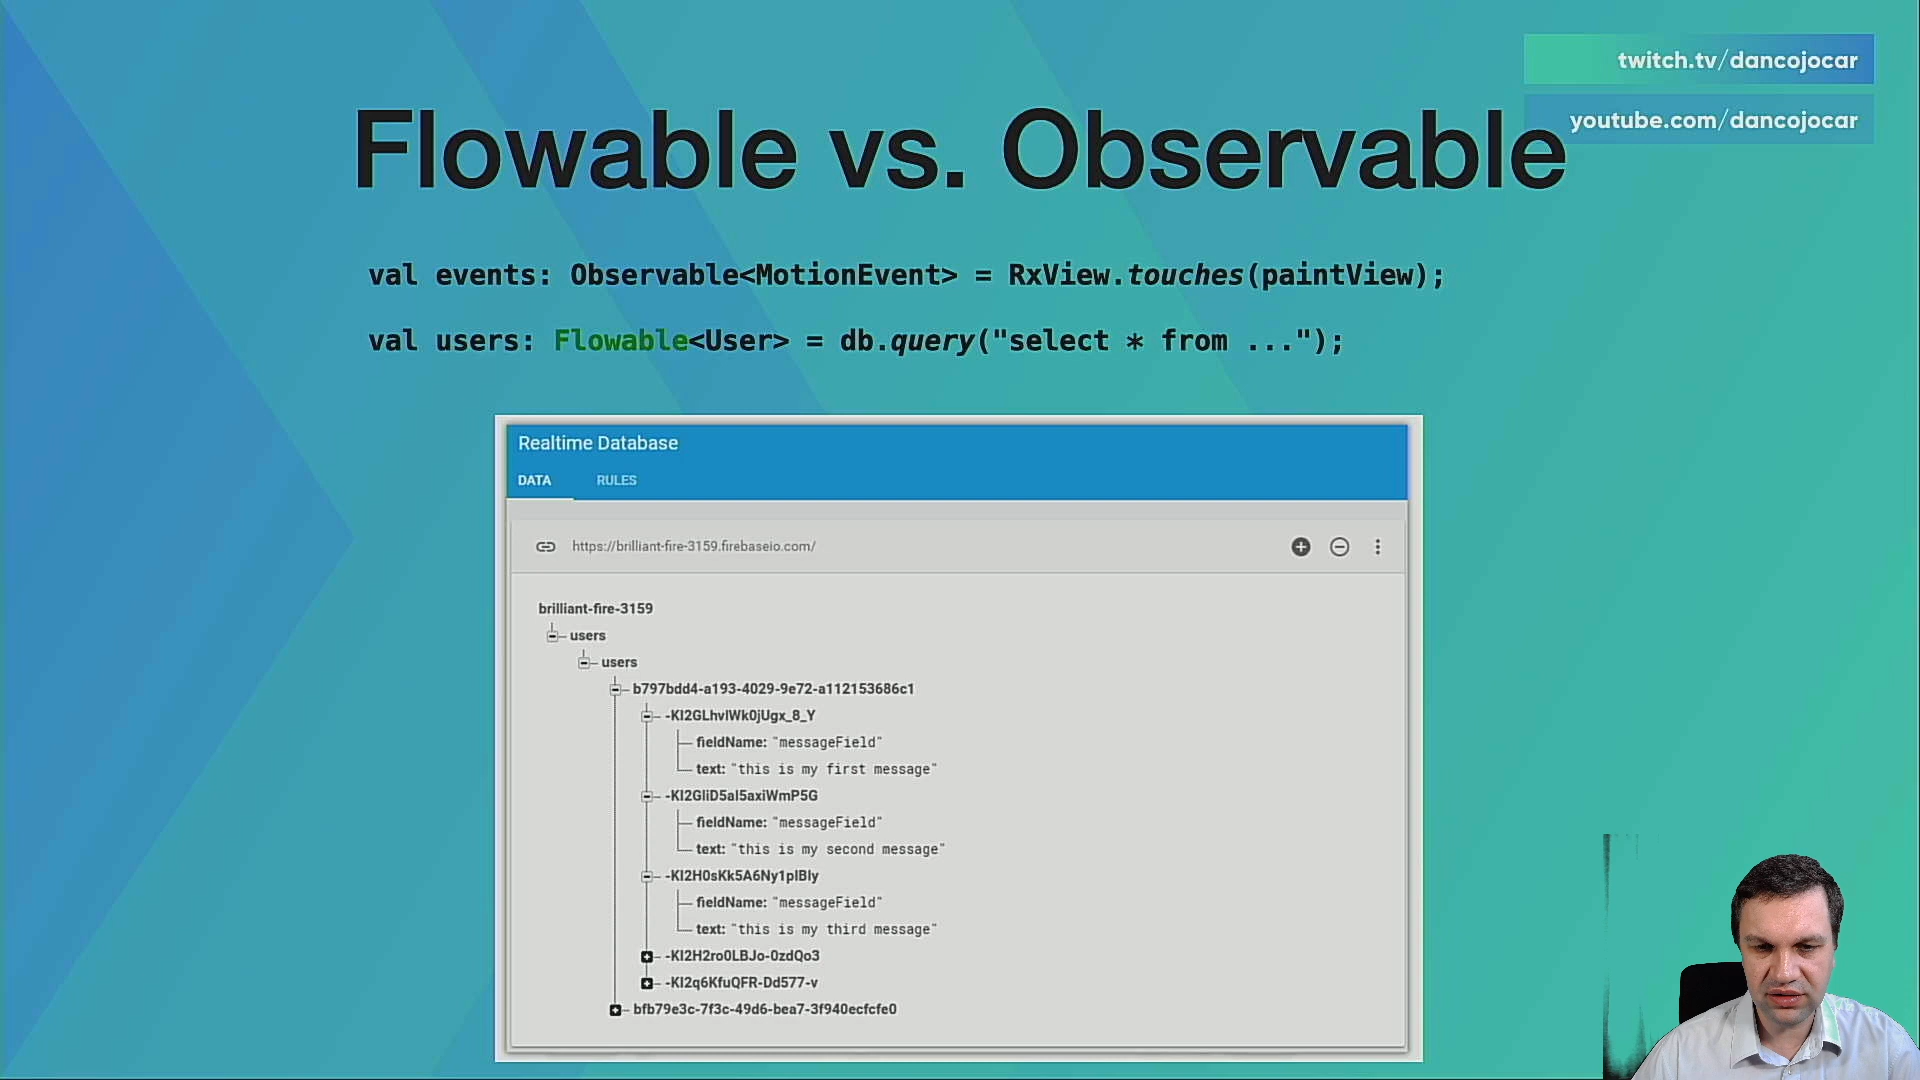 twitch.tv/dancojocar
youtube.com/dancojocar
Flowable vs. Observable
val events: Observable<MotionEvent> = RxView.touches(paintView);
val users: Flowable<User> = db.query("select * from ...");
Realtime Database
DATA RULES
https://brilliant-fire-3159.firebaseio.com/
brilliant-fire-3159
users
users
b797bdd4-a193-4029-9e72-a112153686c1
-KI2GLhvIWk0jUgx_8_Y
fieldName: "messageField"
text: "this is my first message"
-KI2GIiD5al5axiWmP5G
fieldName: "messageField"
text: "this is my second message"
-KI2H0sKk5A6Ny1pIBIy
fieldName: "messageField"
text: "this is my third message"
-KI2H2ro0LBJo-0zdQo3
-KI2q6KfuQFR-Dd577-v
bfb79e3c-7f3c-49d6-bea7-3f940ecfcfe0